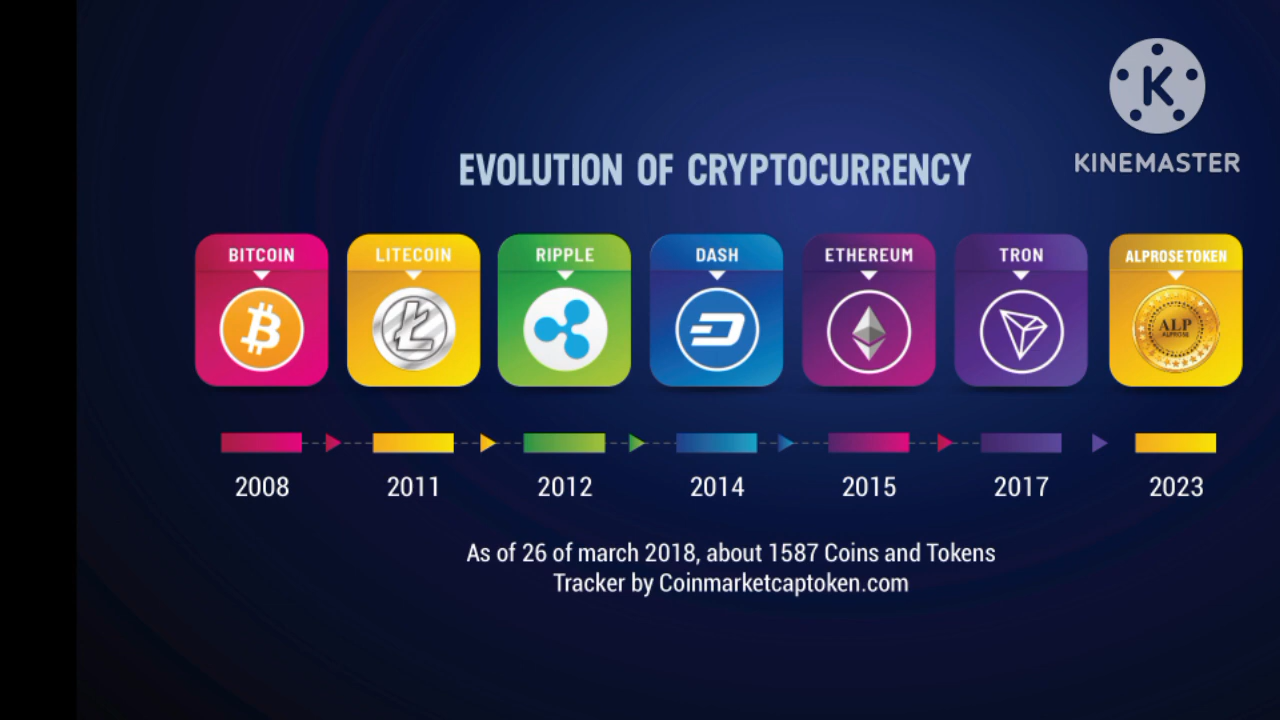 K
KINEMASTER
EVOLUTION OF CRYPTOCURRENCY
BITCOIN
LITECOIN
RIPPLE
DASH
ETHEREUM
TRON
ALPROSETOKEN
ALP
ALPROSE
2008
2011
2012
2014
2015
2017
2023
As of 26 of march 2018, about 1587 Coins and Tokens
Tracker by Coinmarketcaptoken.com